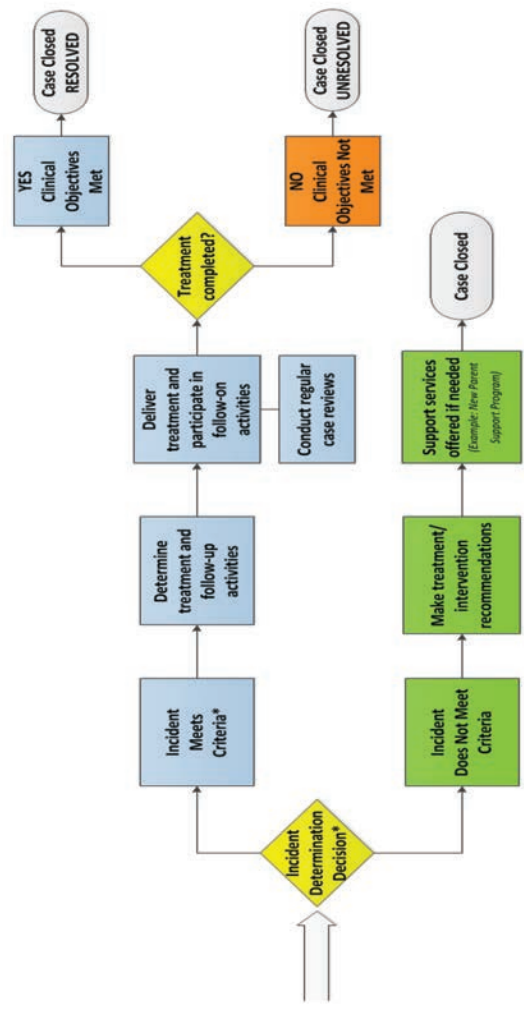 Incident
Determination
Decision*
Incident
Meets
Criteria*
Determine
treatment and
follow-up
activities
Deliver
treatment and
participate in
follow-on
activities
Conduct regular
case reviews
Treatment
completed?
YES
Clinical
Objectives
Met
Case Closed
RESOLVED
NO
Clinical
Objectives Not
Met
Case Closed
UNRESOLVED
Incident
Does Not Meet
Criteria
Make treatment/
intervention
recommendations
Support services
offered if needed
(Example: New Parent
Support Program)
Case Closed